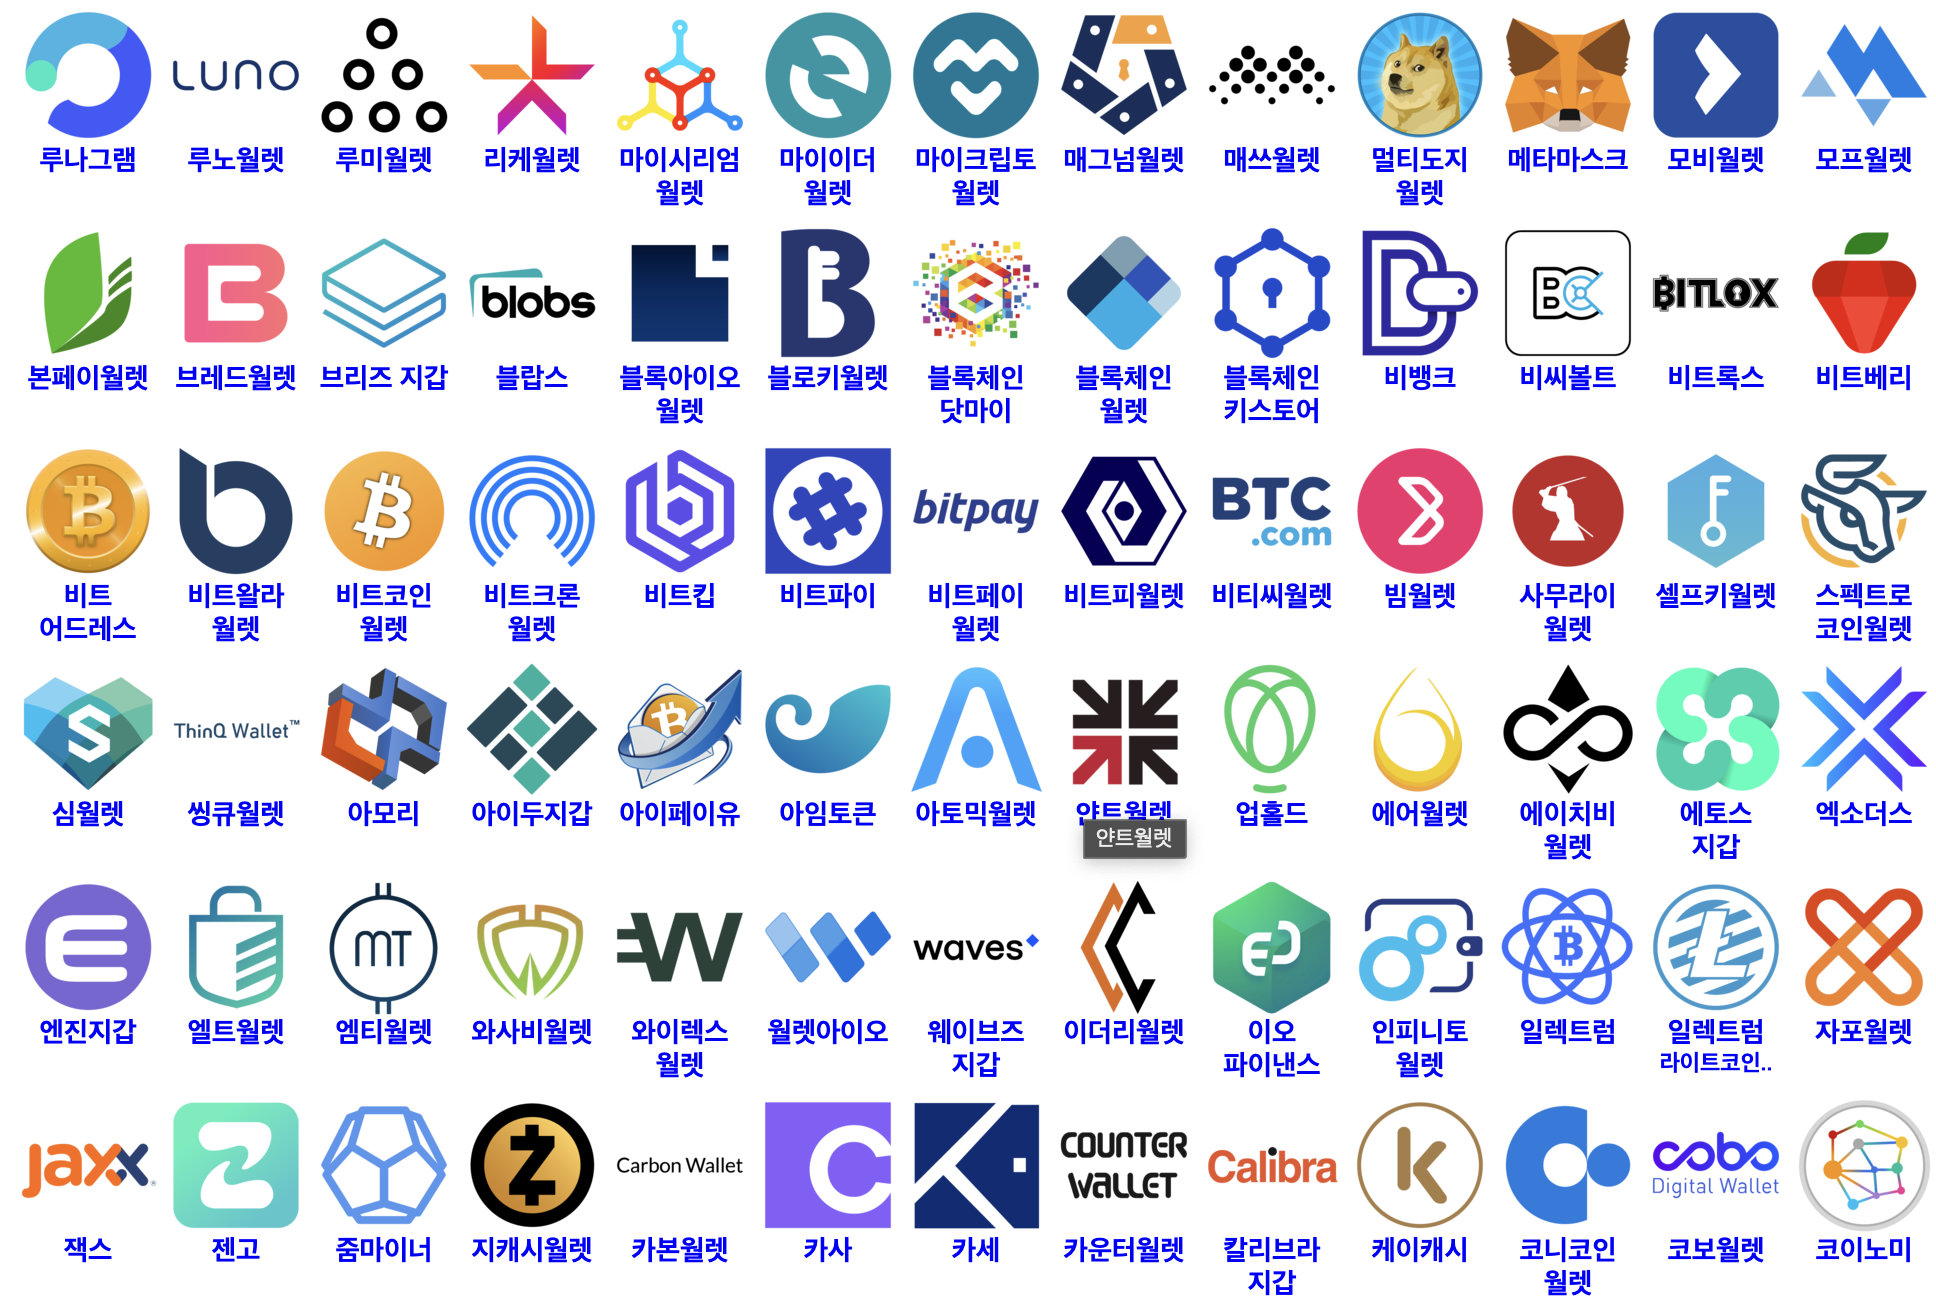 LUNO
루나그램 루노월렛 루미월렛 리케월렛 마이시리엄 마이이더 마이크립토 매그넘월렛 매쓰월렛 멀티도지 메타마스크 모비월렛 모프월렛
월렛 월렛 월렛 월렛
blobs BC BITLOX
본페이월렛 브레드월렛 브리즈 지갑 블랍스 블록아이오 블로키월렛 블록체인 블록체인 블록체인 비뱅크 비씨볼트 비트록스 비트베리
월렛 닷마이 월렛 키스토어
bitpay BTC
.com
비트 비트왈라 비트코인 비트크론 비트킵 비트파이 비트페이 비트피월렛 비티씨월렛 빔월렛 사무라이 셀프키월렛 스펙트로
어드레스 월렛 월렛 월렛 월렛 월렛 코인월렛
S ThinQ Wallet™
심월렛 씽큐월렛 아모리 아이두지갑 아이페이유 아임토큰 아토믹월렛 얀트월렛 업홀드 에어월렛 에이치비 에토스 엑소더스
얀트월렛 월렛 지갑
MT W waves
엔진지갑 엘트월렛 엠티월렛 와사비월렛 와이렉스 월렛아이오 웨이브즈 이더리월렛 이오 인피니토 일렉트럼 일렉트럼 자포월렛
월렛 지갑 파이낸스 월렛 라이트코인..
jaxx Carbon Wallet COUNTER
WALLET Calibra k cobo
Digital Wallet
잭스 젠고 줌마이너 지캐시월렛 카본월렛 카사 카세 카운터월렛 칼리브라 케이캐시 코니코인 코보월렛 코이노미
지갑 월렛